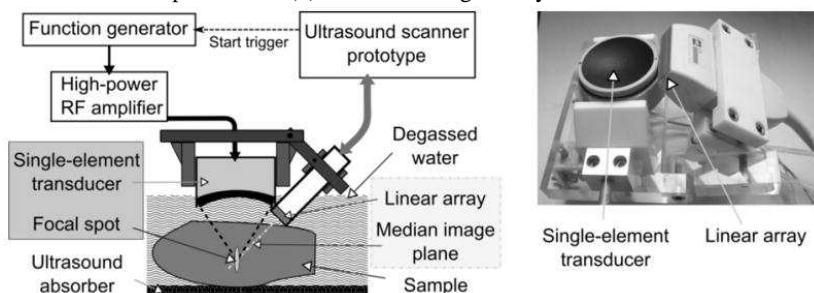 Function generator
Start trigger
Ultrasound scanner
prototype
High-power
RF amplifier
Single-element
transducer
Focal spot
Ultrasound
absorber
Degassed
water
Linear array
Median image
plane
Sample
Single-element
transducer
Linear array